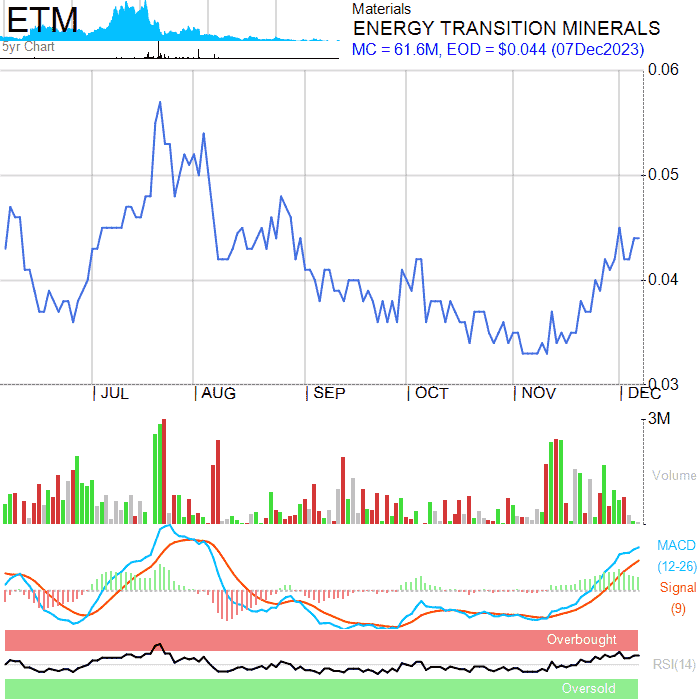 ETM
5yr Chart
Materials
ENERGY TRANSITION MINERALS
MC = 61.6M, EOD = $0.044 (07Dec2023)
0.06
0.05
0.04
0.03
JUL AUG SEP OCT NOV DEC
3M
Volume
MACD
(12-26)
Signal
(9)
Overbought
RSI(14)
Oversold